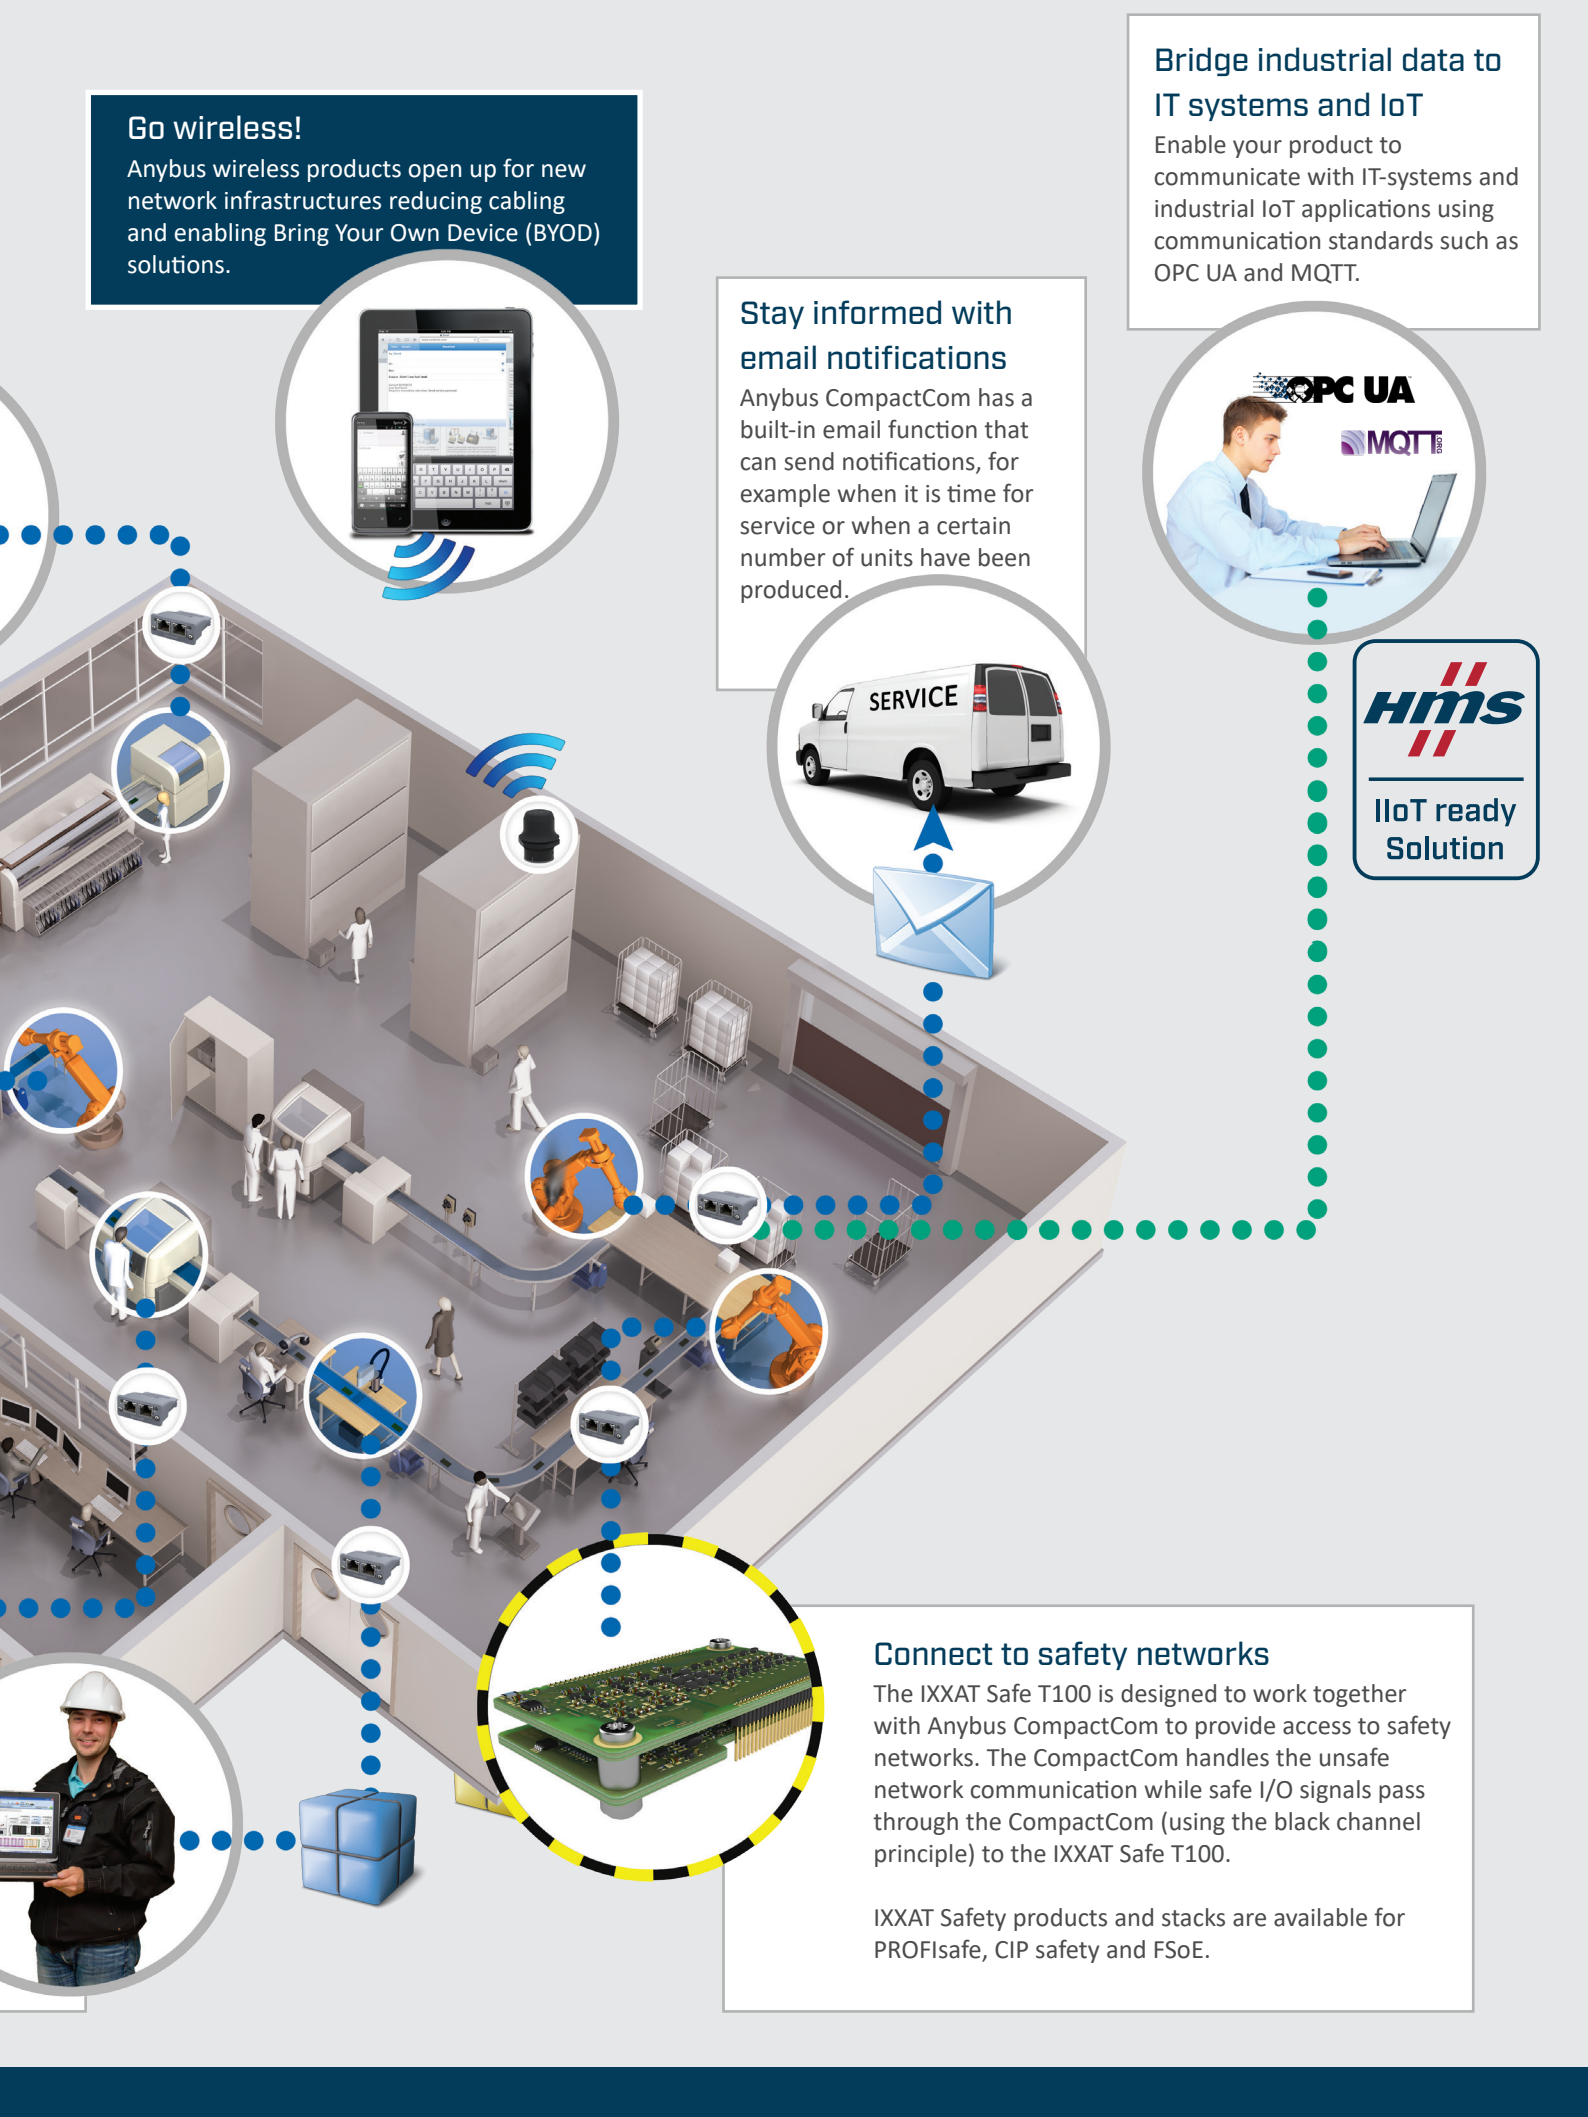 Bridge industrial data to
IT systems and IoT
Enable your product to
communicate with IT-systems and
industrial IoT applications using
communication standards such as
OPC UA and MQTT.
Go wireless!
Anybus wireless products open up for new
network infrastructures reducing cabling
and enabling Bring Your Own Device (BYOD)
solutions.
Stay informed with
email notifications
Anybus CompactCom has a
built-in email function that
can send notifications, for
example when it is time for
service or when a certain
number of units have been
produced.
OPC UA
MQTT.ORG
SERVICE
HMS
IIoT ready
Solution
Connect to safety networks
The IXXAT Safe T100 is designed to work together
with Anybus CompactCom to provide access to safety
networks. The CompactCom handles the unsafe
network communication while safe I/O signals pass
through the CompactCom (using the black channel
principle) to the IXXAT Safe T100.
IXXAT Safety products and stacks are available for
PROFIsafe, CIP safety and FSoE.